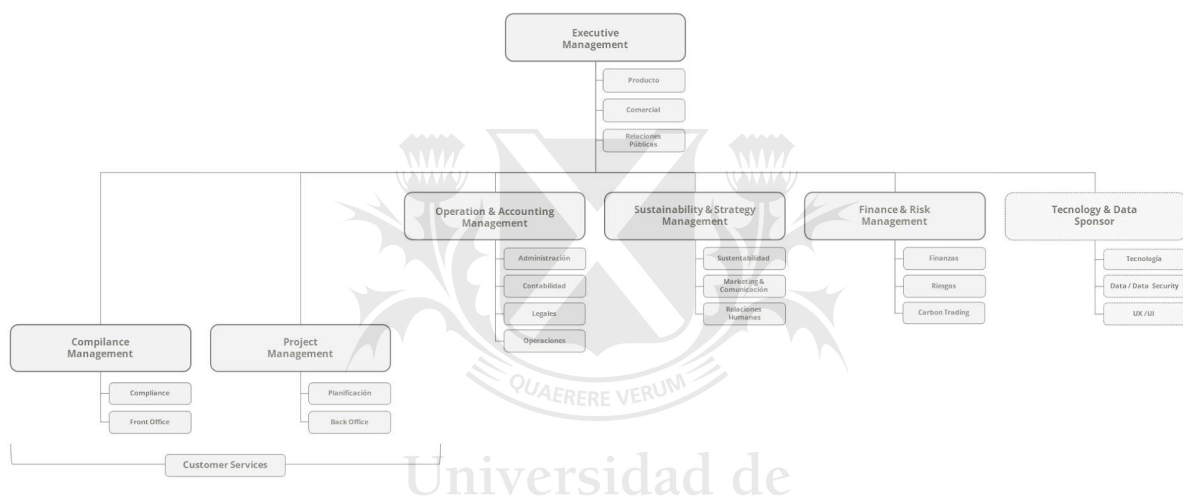 Executive
Management
Producto
Comercial
Relaciones
Públicas
Operation & Accounting
Management
Administración
Contabilidad
Legales
Operaciones
Sustainability & Strategy
Management
Sustentabilidad
Marketing &
Comunicación
Relaciones
Humanas
Finance & Risk
Management
Finanzas
Riesgos
Carbon Trading
Tecnology & Data
Sponsor
Tecnología
Data / Data Security
UX /UI
Compliance
Management
Compliance
Front Office
Project
Management
Planificación
Back Office
Customer Services
QUAERERE VERUM
Universidad de